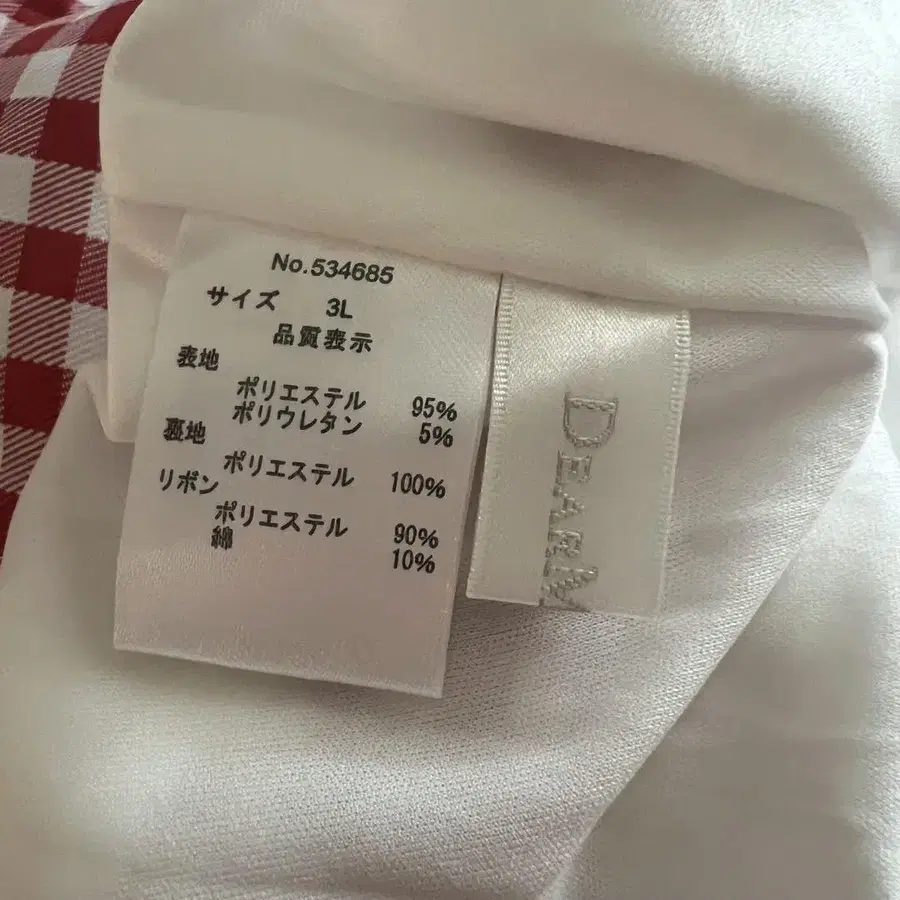 No.534685
サイズ 3L
品質表示
表地
ポリエステル 95%
ポリウレタン 5%
裏地
ポリエステル 100%
リボン
ポリエステル 90%
綿 10%
DEARM